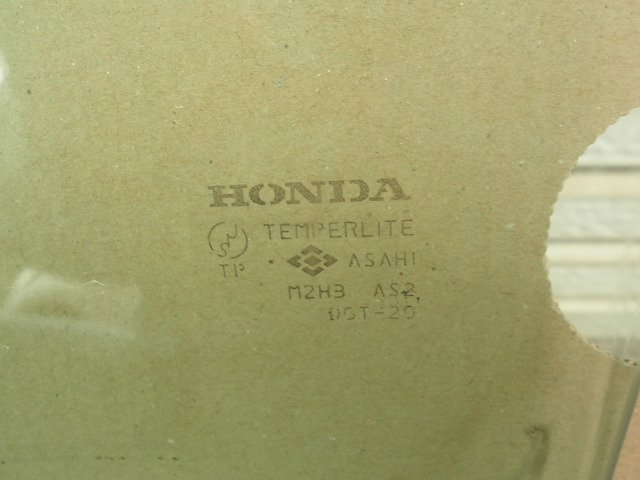 HONDA
TEMPERLITE
TP · ASAHI
M2H3 AS2
DOT-20